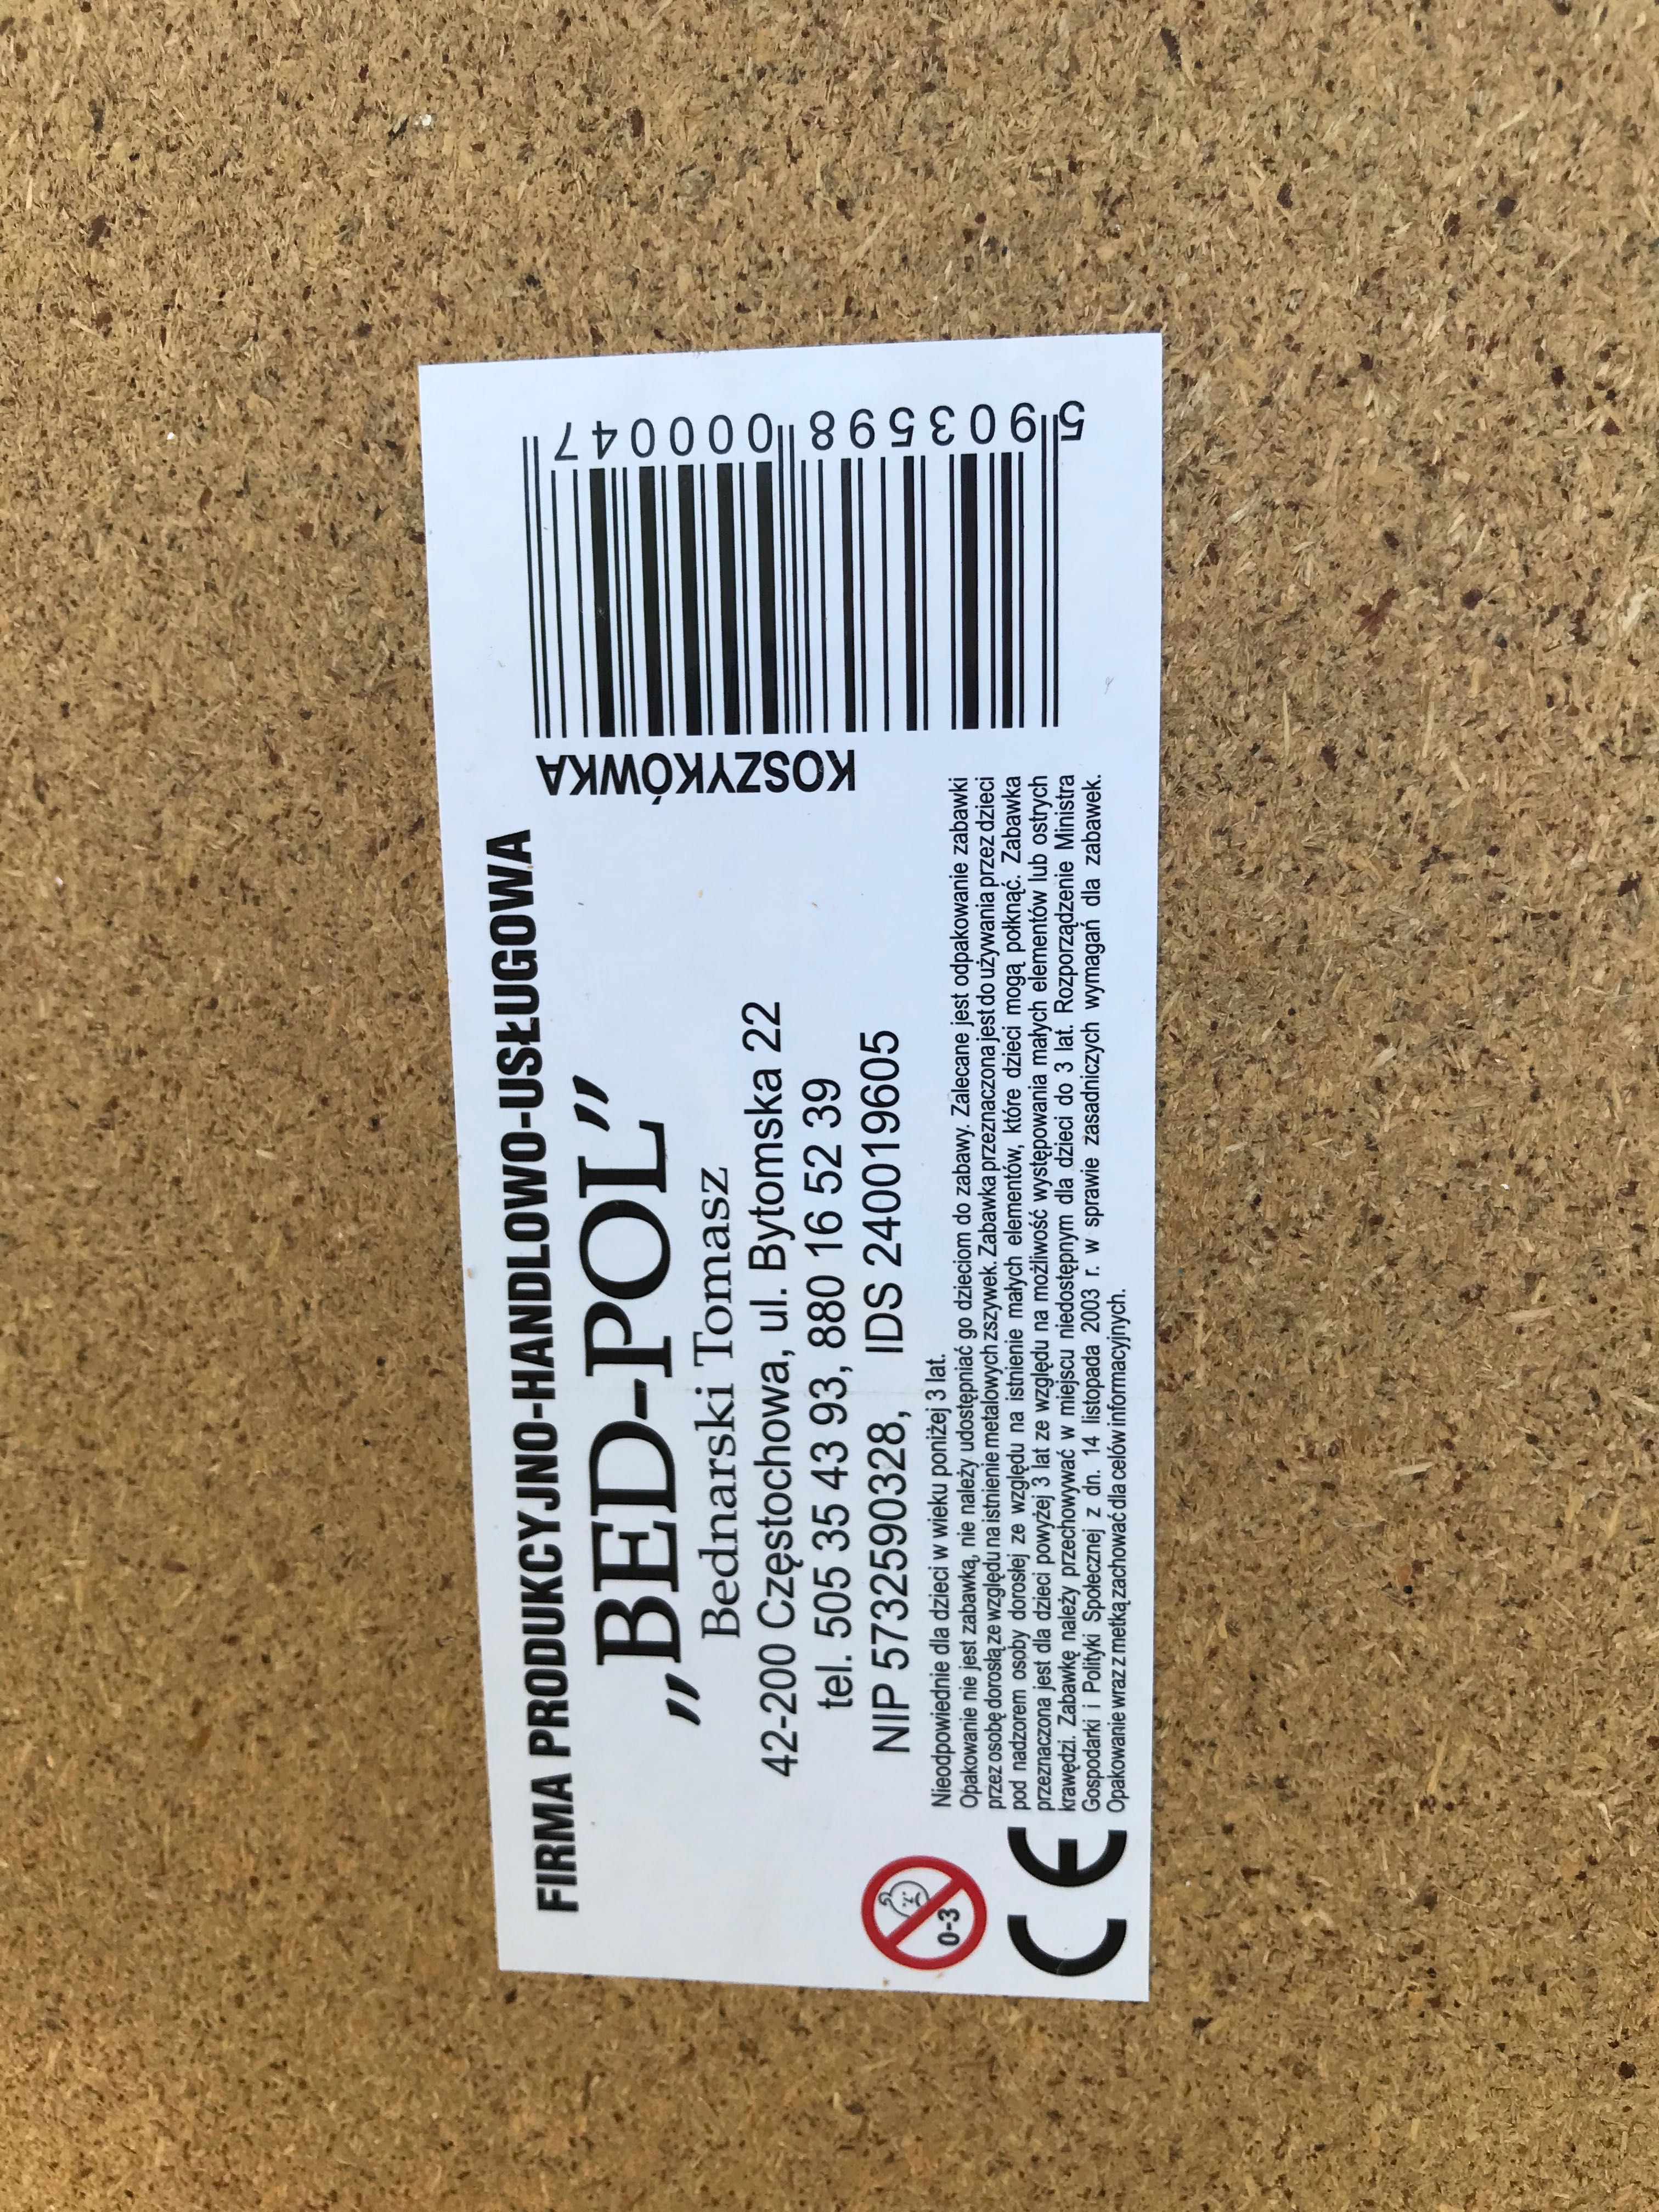 FIRMA PRODUKCYJNO-HANDLOWO-USŁUGOWA
„BED-POL”
Bednarski Tomasz
42-200 Częstochowa, ul. Bytomska 22
tel. 505 35 43 93, 880 16 52 39
NIP 5732590328, IDS 240019605
Nieodpowiednie dla dzieci w wieku poniżej 3 lat.
Opakowanie nie jest zabawką, nie należy udostępniać go dzieciom do zabawy. Zalecane jest odpakowanie zabawki
przez osobę dorosłą ze względu na istnienie metalowych zszywek. Zabawka przeznaczona jest do używania przez dzieci
pod nadzorem osoby dorosłej ze względu na istnienie małych elementów, które dzieci mogą połknąć. Zabawka
przeznaczona jest dla dzieci powyżej 3 lat ze względu na możliwość występowania małych elementów lub ostrych
krawędzi. Zabawkę należy przechowywać w miejscu niedostępnym dla dzieci do 3 lat. Rozporządzenie Ministra
Gospodarki i Polityki Społecznej z dn. 14 listopada 2003 r. w sprawie zasadniczych wymagań dla zabawek.
Opakowanie wraz z metką zachować dla celów informacyjnych.
0-3
CE
KOSZYKÓWKA
5 903598 000047